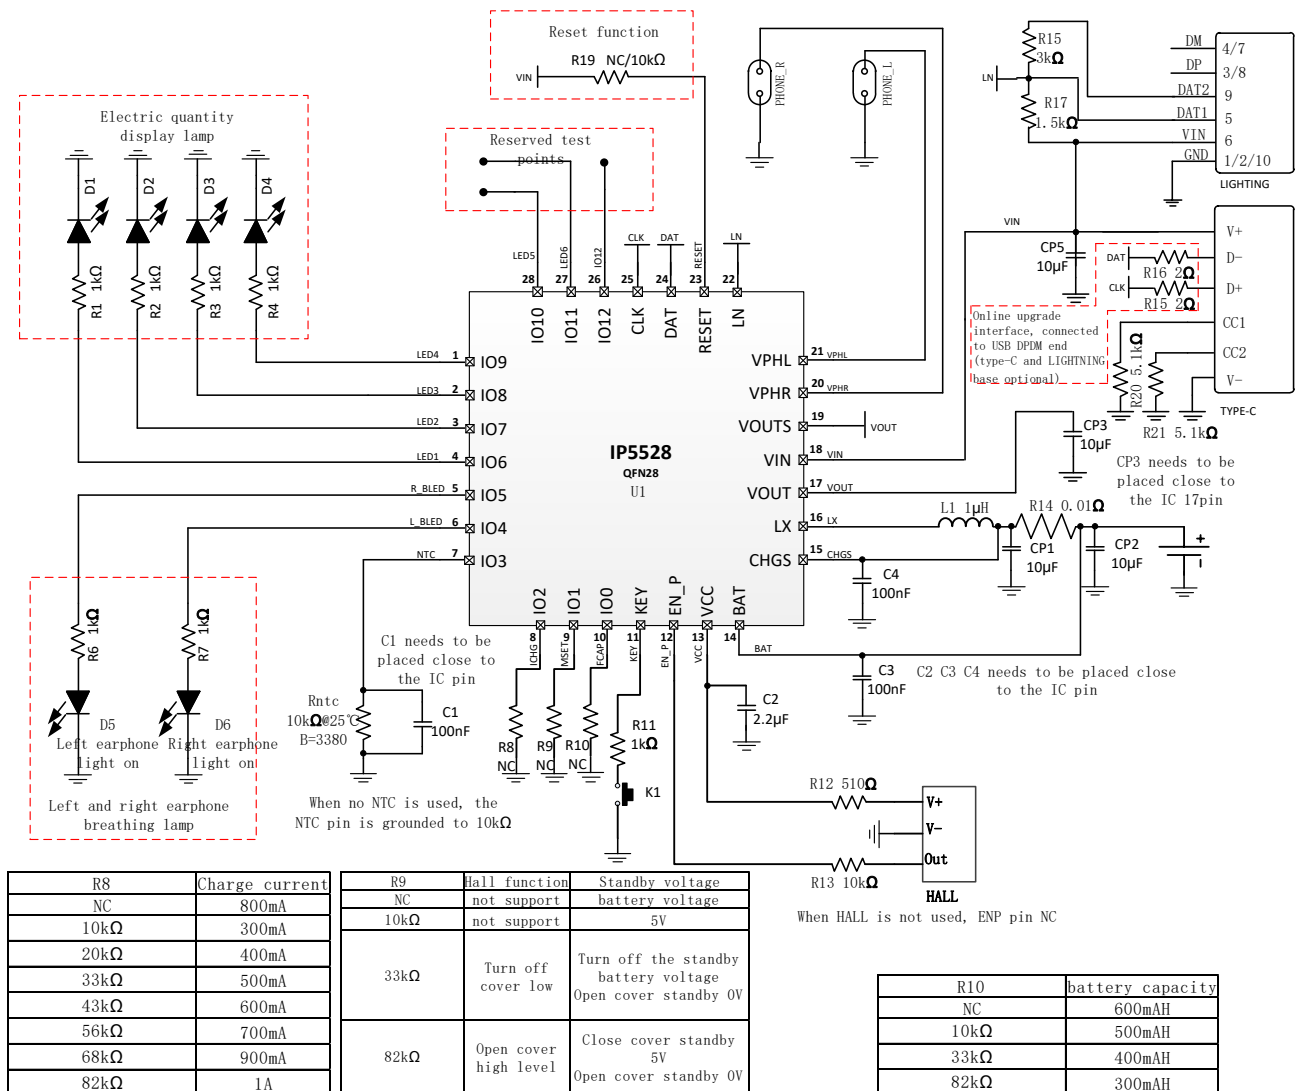 Reset function
R19 NC/10kΩ
VIN
PHONE_R
PHONE_L
R15
3kΩ
LN
R17
1.5kΩ
DM 4/7
DP 3/8
DAT2 9
DAT1 5
VIN 6
GND 1/2/10
LIGHTING
Electric quantity
display lamp
D1
D2
D3
D4
R1 1kΩ
R2 1kΩ
R3 1kΩ
R4 1kΩ
Reserved test
points
LED5
LED6
IO12
CLK
DAT
RESET
LN
28
27
26
25
24
23
22
IO10
IO11
IO12
CLK
DAT
RESET
LN
VIN
CP5
10μF
V+
DAT
R16 2Ω
D-
CLK
R15 2Ω
D+
CC1
CC2
V-
TYPE-C
Online upgrade
interface, connected
to USB DPDM end
(type-C and LIGHTNING
base optional)
R20 5.1kΩ
R21 5.1kΩ
LED4 1 IO9
LED3 2 IO8
LED2 3 IO7
LED1 4 IO6
R_BLED 5 IO5
L_BLED 6 IO4
NTC 7 IO3
IP5528
QFN28
U1
VPHL 21 VPHL
VPHR 20 VPHR
VOUTS 19 VOUT
VIN 18 VIN
VOUT 17 VOUT
LX 16 LX
CHGS 15 CHGS
CP3
10μF
CP3 needs to be
placed close to
the IC 17pin
L1 1μH
R14 0.01Ω
CP1
10μF
CP2
10μF
+
-
C4
100nF
IO2
IO1
IO0
KEY
EN_P
VCC
BAT
8
9
10
11
12
13
14
ICHG
MSET
FCAP
KEY
EN_P
VCC
BAT
C3
100nF
C2 C3 C4 needs to be placed close
to the IC pin
C2
2.2μF
R6 1kΩ
R7 1kΩ
D5
Left earphone
light on
D6
Right earphone
light on
Left and right earphone
breathing lamp
C1 needs to be
placed close to
the IC pin
Rntc
10kΩ@25℃
B=3380
C1
100nF
When no NTC is used, the
NTC pin is grounded to 10kΩ
R8
NC
R9
NC
R10
NC
R11
1kΩ
K1
R12 510Ω
R13 10kΩ
V+
V-
Out
HALL
When HALL is not used, ENP pin NC
R8 Charge current
NC 800mA
10kΩ 300mA
20kΩ 400mA
33kΩ 500mA
43kΩ 600mA
56kΩ 700mA
68kΩ 900mA
82kΩ 1A
R9 Hall function Standby voltage
NC not support battery voltage
10kΩ not support 5V
33kΩ
Turn off
cover low
Turn off the standby
battery voltage
Open cover standby 0V
82kΩ
Open cover
high level
Close cover standby
5V
Open cover standby 0V
R10 battery capacity
NC 600mAH
10kΩ 500mAH
33kΩ 400mAH
82kΩ 300mAH